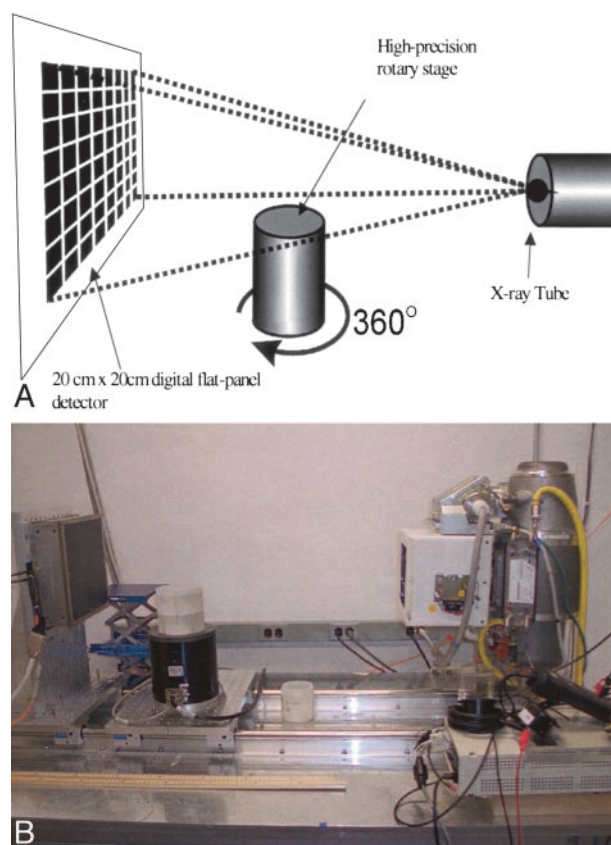 High-precision
rotary stage
X-ray Tube
360°
20 cm x 20cm digital flat-panel
detector
A
B